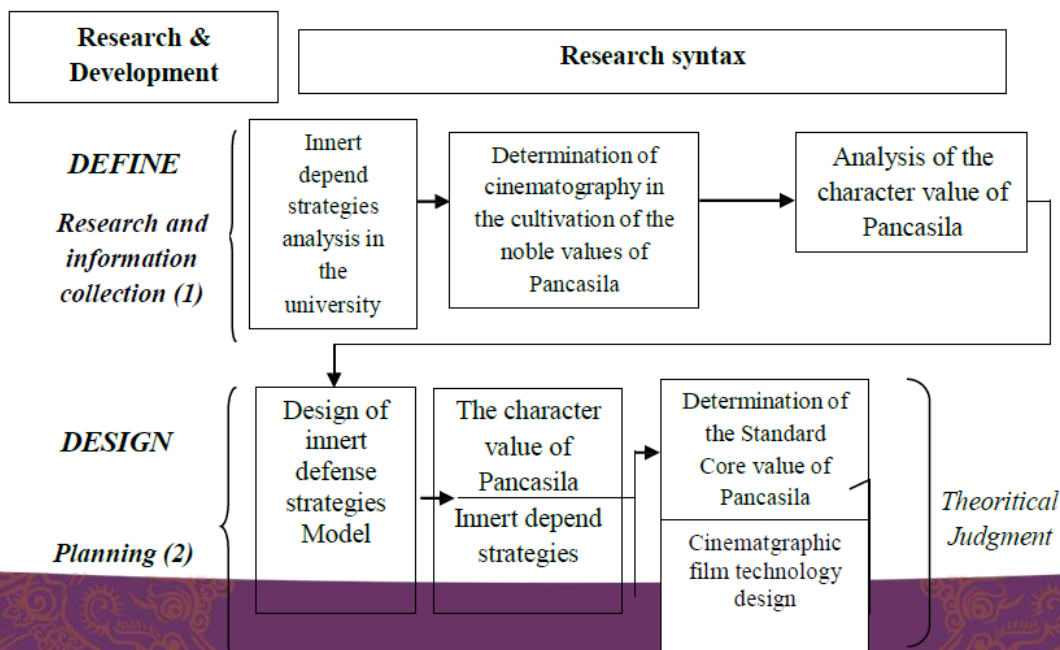 Research &
Development
Research syntax
DEFINE
Research and
information
collection (1)
Innert
depend
strategies
analysis in
the
university
Determination of
cinematography in
the cultivation of the
noble values of
Pancasila
Analysis of the
character value of
Pancasila
DESIGN
Planning (2)
Design of
innert
defense
strategies
Model
The character
value of
Pancasila
Innert depend
strategies
Determination of
the Standard
Core value of
Pancasila
Cinematgraphic
film technology
design
Theoritical
Judgment